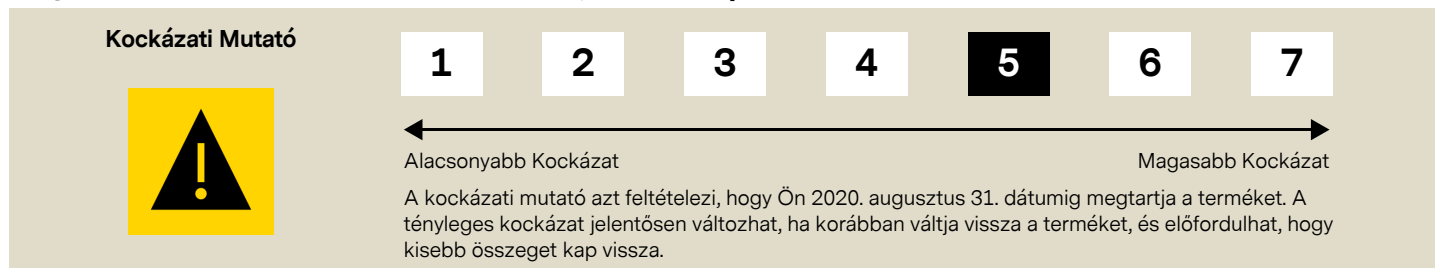 Kockázati Mutató
1 2 3 4 5 6 7
Alacsonyabb Kockázat Magasabb Kockázat
A kockázati mutató azt feltételezi, hogy Ön 2020. augusztus 31. dátumig megtartja a terméket. A
tényleges kockázat jelentősen változhat, ha korábban váltja vissza a terméket, és előfordulhat, hogy
kisebb összeget kap vissza.